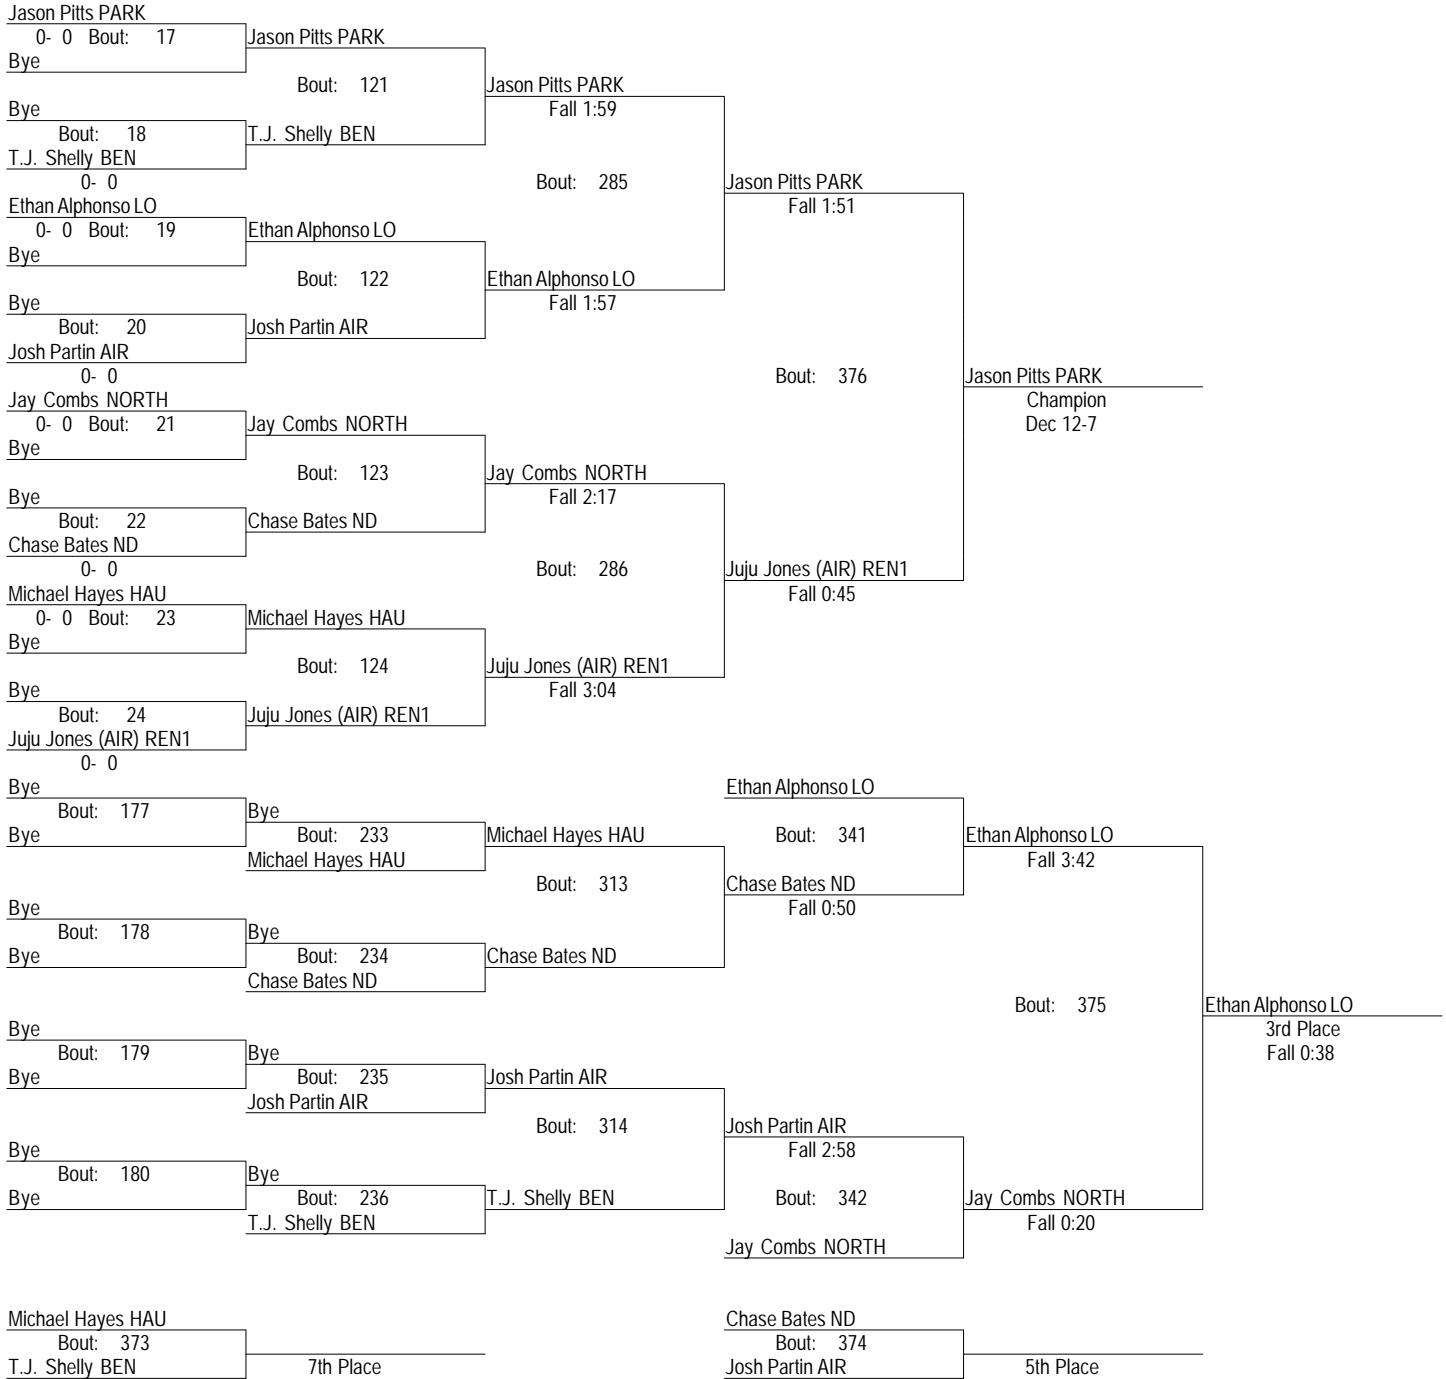 Jason Pitts PARK
0- 0 Bout: 17
Jason Pitts PARK
Bye
Bout: 121
Jason Pitts PARK
Bye
Fall 1:59
Bout: 18
T.J. Shelly BEN
T.J. Shelly BEN
0- 0
Bout: 285
Jason Pitts PARK
Ethan Alphonso LO
Fall 1:51
0- 0 Bout: 19
Ethan Alphonso LO
Bye
Bout: 122
Ethan Alphonso LO
Bye
Fall 1:57
Bout: 20
Josh Partin AIR
Josh Partin AIR
0- 0
Bout: 376
Jason Pitts PARK
Jay Combs NORTH
Champion
0- 0 Bout: 21
Jay Combs NORTH
Dec 12-7
Bye
Bout: 123
Jay Combs NORTH
Bye
Fall 2:17
Bout: 22
Chase Bates ND
Chase Bates ND
0- 0
Bout: 286
Juju Jones (AIR) REN1
Michael Hayes HAU
Fall 0:45
0- 0 Bout: 23
Michael Hayes HAU
Bye
Bout: 124
Juju Jones (AIR) REN1
Bye
Fall 3:04
Bout: 24
Juju Jones (AIR) REN1
Juju Jones (AIR) REN1
0- 0
Bye
Ethan Alphonso LO
Bout: 177
Bye
Bye
Bout: 233
Michael Hayes HAU
Bout: 341
Ethan Alphonso LO
Michael Hayes HAU
Fall 3:42
Bout: 313
Chase Bates ND
Bye
Fall 0:50
Bout: 178
Bye
Bye
Bout: 234
Chase Bates ND
Chase Bates ND
Bout: 375
Ethan Alphonso LO
Bye
3rd Place
Bout: 179
Bye
Fall 0:38
Bye
Bout: 235
Josh Partin AIR
Josh Partin AIR
Bout: 314
Josh Partin AIR
Bye
Fall 2:58
Bout: 180
Bye
Bye
Bout: 236
T.J. Shelly BEN
Bout: 342
Jay Combs NORTH
T.J. Shelly BEN
Fall 0:20
Jay Combs NORTH
Michael Hayes HAU
Bout: 373
T.J. Shelly BEN
7th Place
Chase Bates ND
Bout: 374
Josh Partin AIR
5th Place